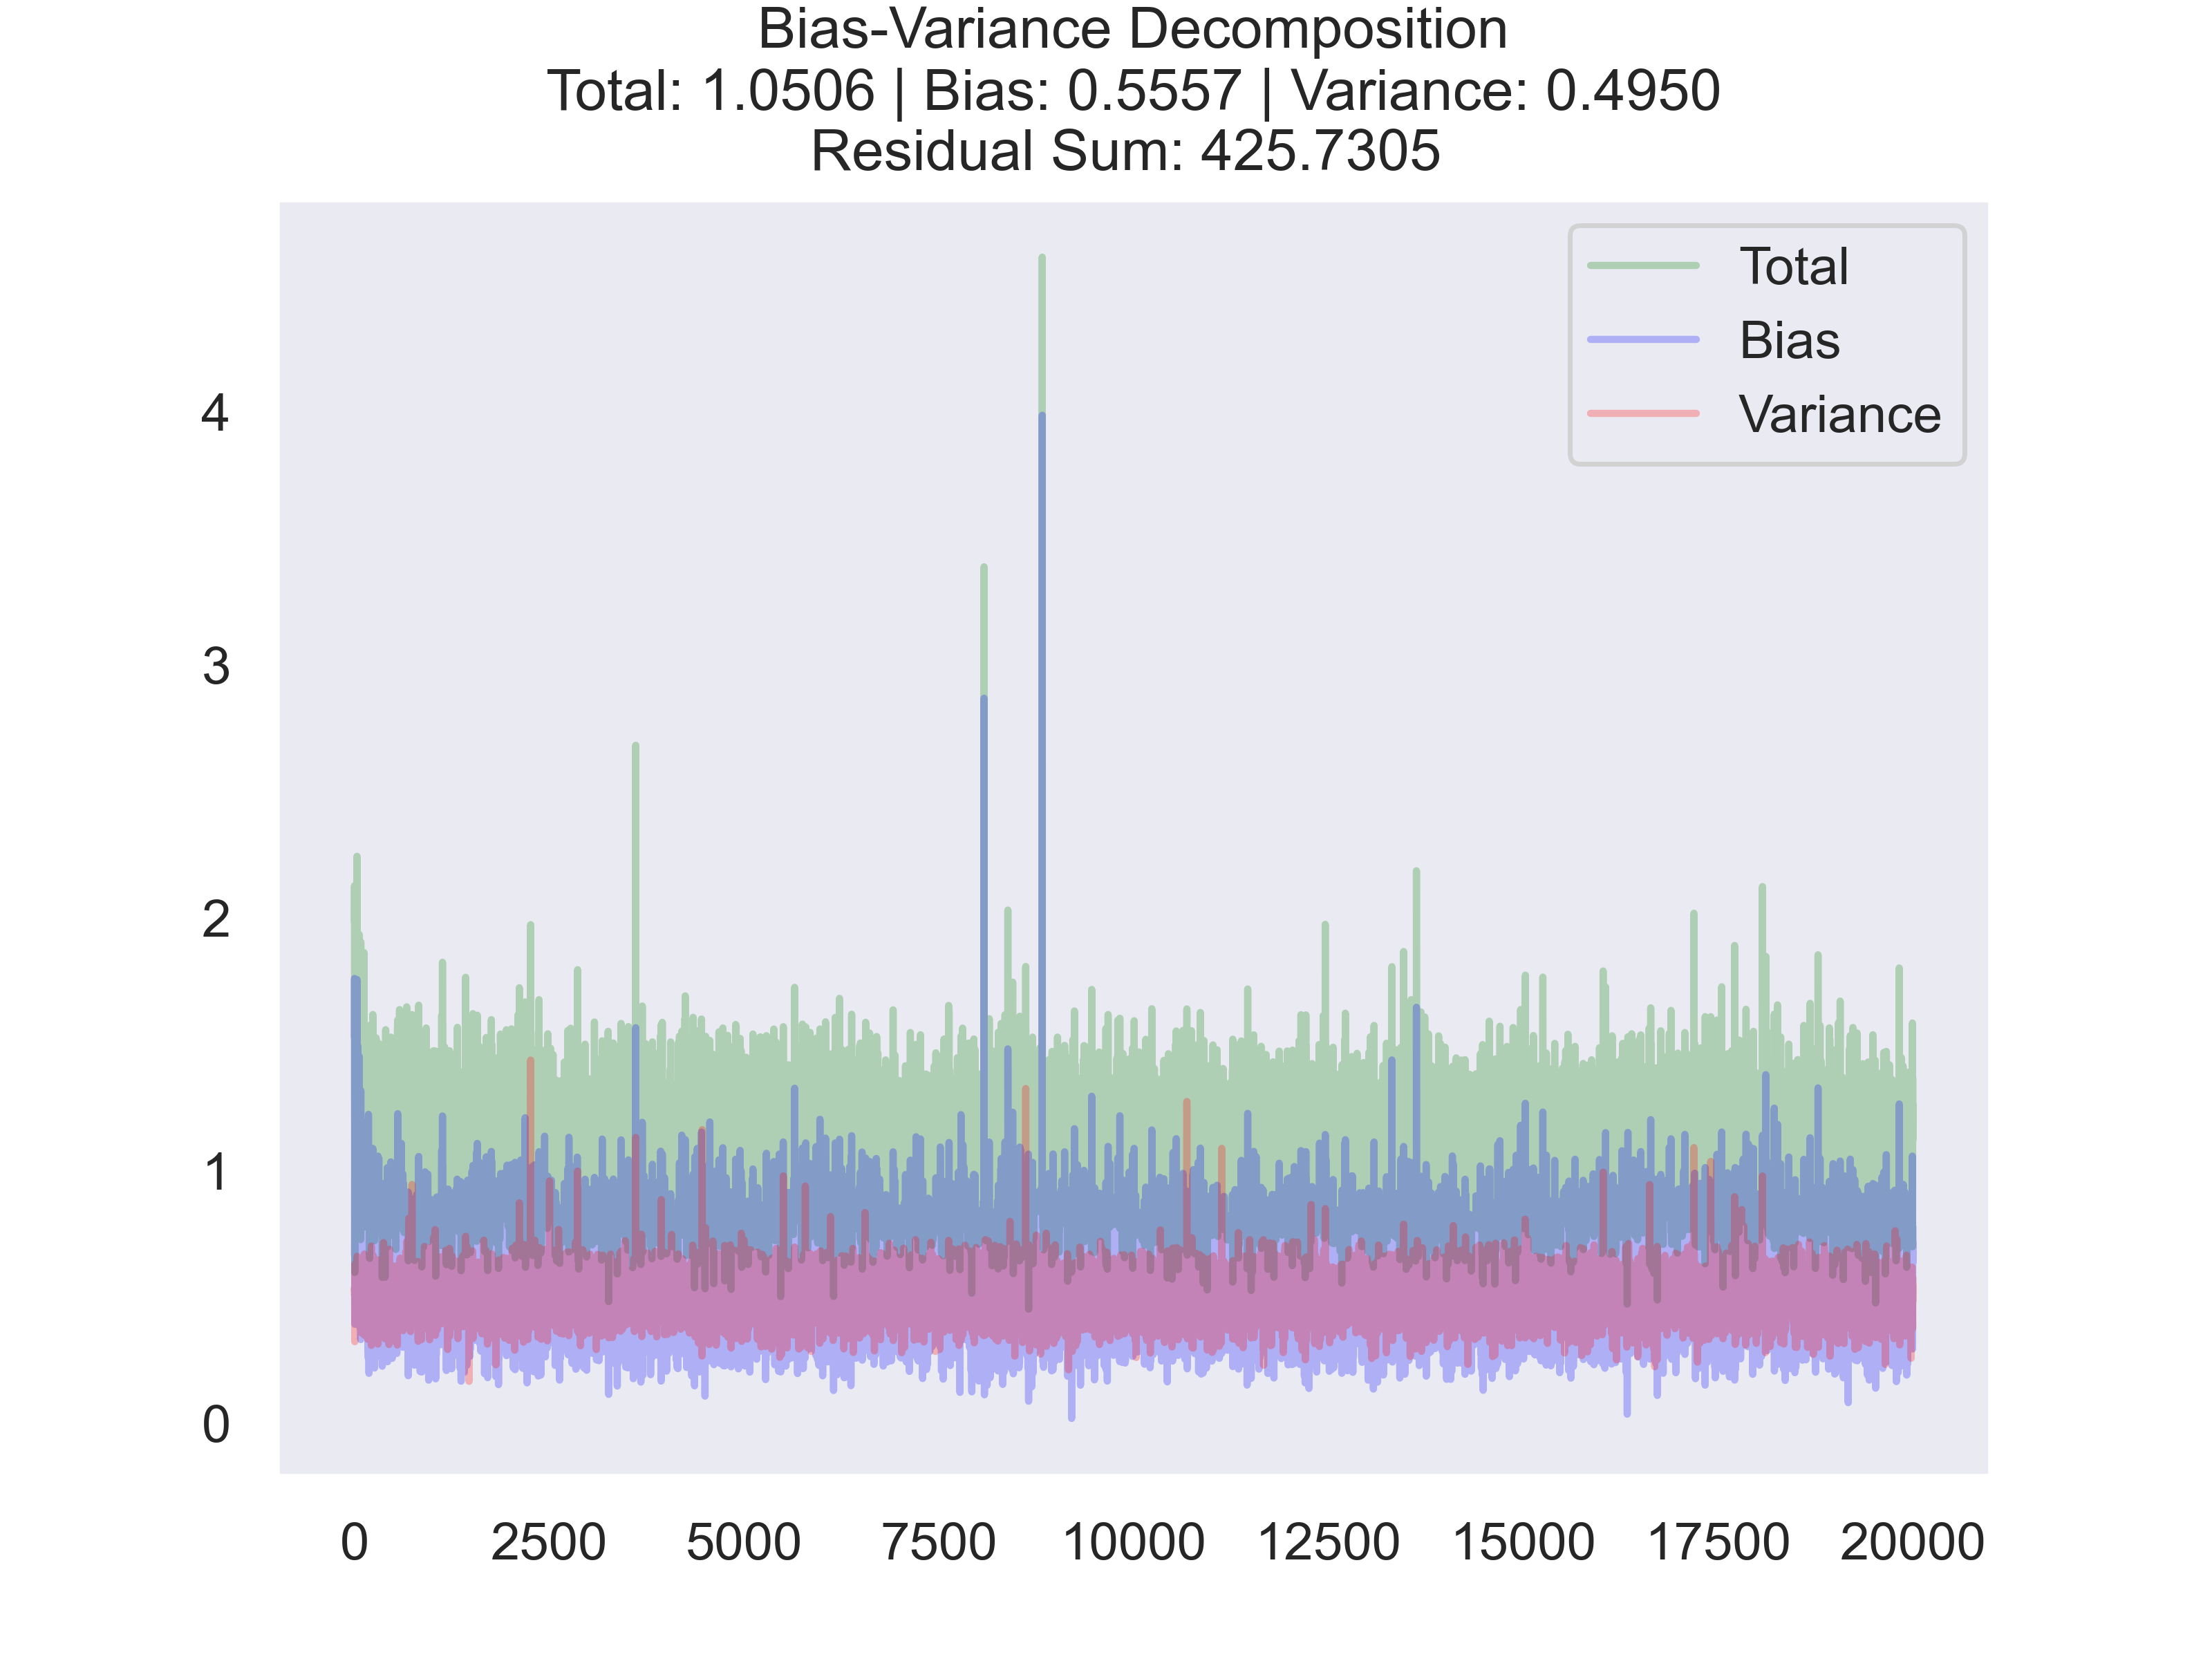 Bias-Variance Decomposition
Total: 1.0506 | Bias: 0.5557 | Variance: 0.4950
Residual Sum: 425.7305
Total
Bias
Variance
4
3
2
1
0
0 2500 5000 7500 10000 12500 15000 17500 20000